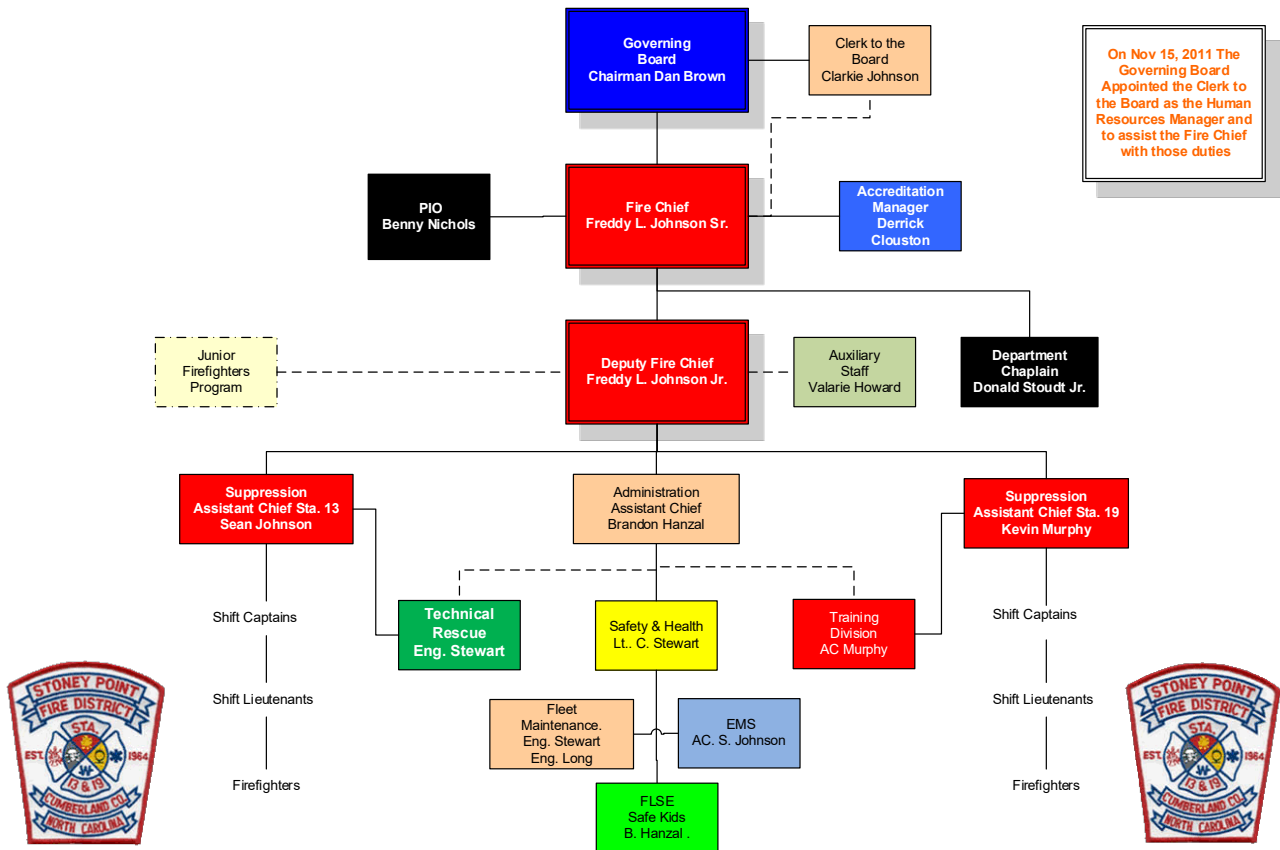 Governing
Board
Chairman Dan Brown
Clerk to the
Board
Clarkie Johnson
On Nov 15, 2011 The
Governing Board
Appointed the Clerk to
the Board as the Human
Resources Manager and
to assist the Fire Chief
with those duties
PIO
Benny Nichols
Fire Chief
Freddy L. Johnson Sr.
Accreditation
Manager
Derrick
Clouston
Junior
Firefighters
Program
Deputy Fire Chief
Freddy L. Johnson Jr.
Auxiliary
Staff
Valarie Howard
Department
Chaplain
Donald Stoudt Jr.
Suppression
Assistant Chief Sta. 13
Sean Johnson
Administration
Assistant Chief
Brandon Hanzal
Suppression
Assistant Chief Sta. 19
Kevin Murphy
Shift Captains
Technical
Rescue
Eng. Stewart
Safety & Health
Lt.. C. Stewart
Training
Division
AC Murphy
Shift Captains
Shift Lieutenants
Fleet
Maintenance.
Eng. Stewart
Eng. Long
EMS
AC. S. Johnson
Shift Lieutenants
Firefighters
FLSE
Safe Kids
B. Hanzal .
Firefighters
STONEY POINT
FIRE DISTRICT
STA.
EST. 1964
13 & 19
CUMBERLAND CO.
NORTH CAROLINA
STONEY POINT
FIRE DISTRICT
STA.
EST. 1964
13 & 19
CUMBERLAND CO.
NORTH CAROLINA